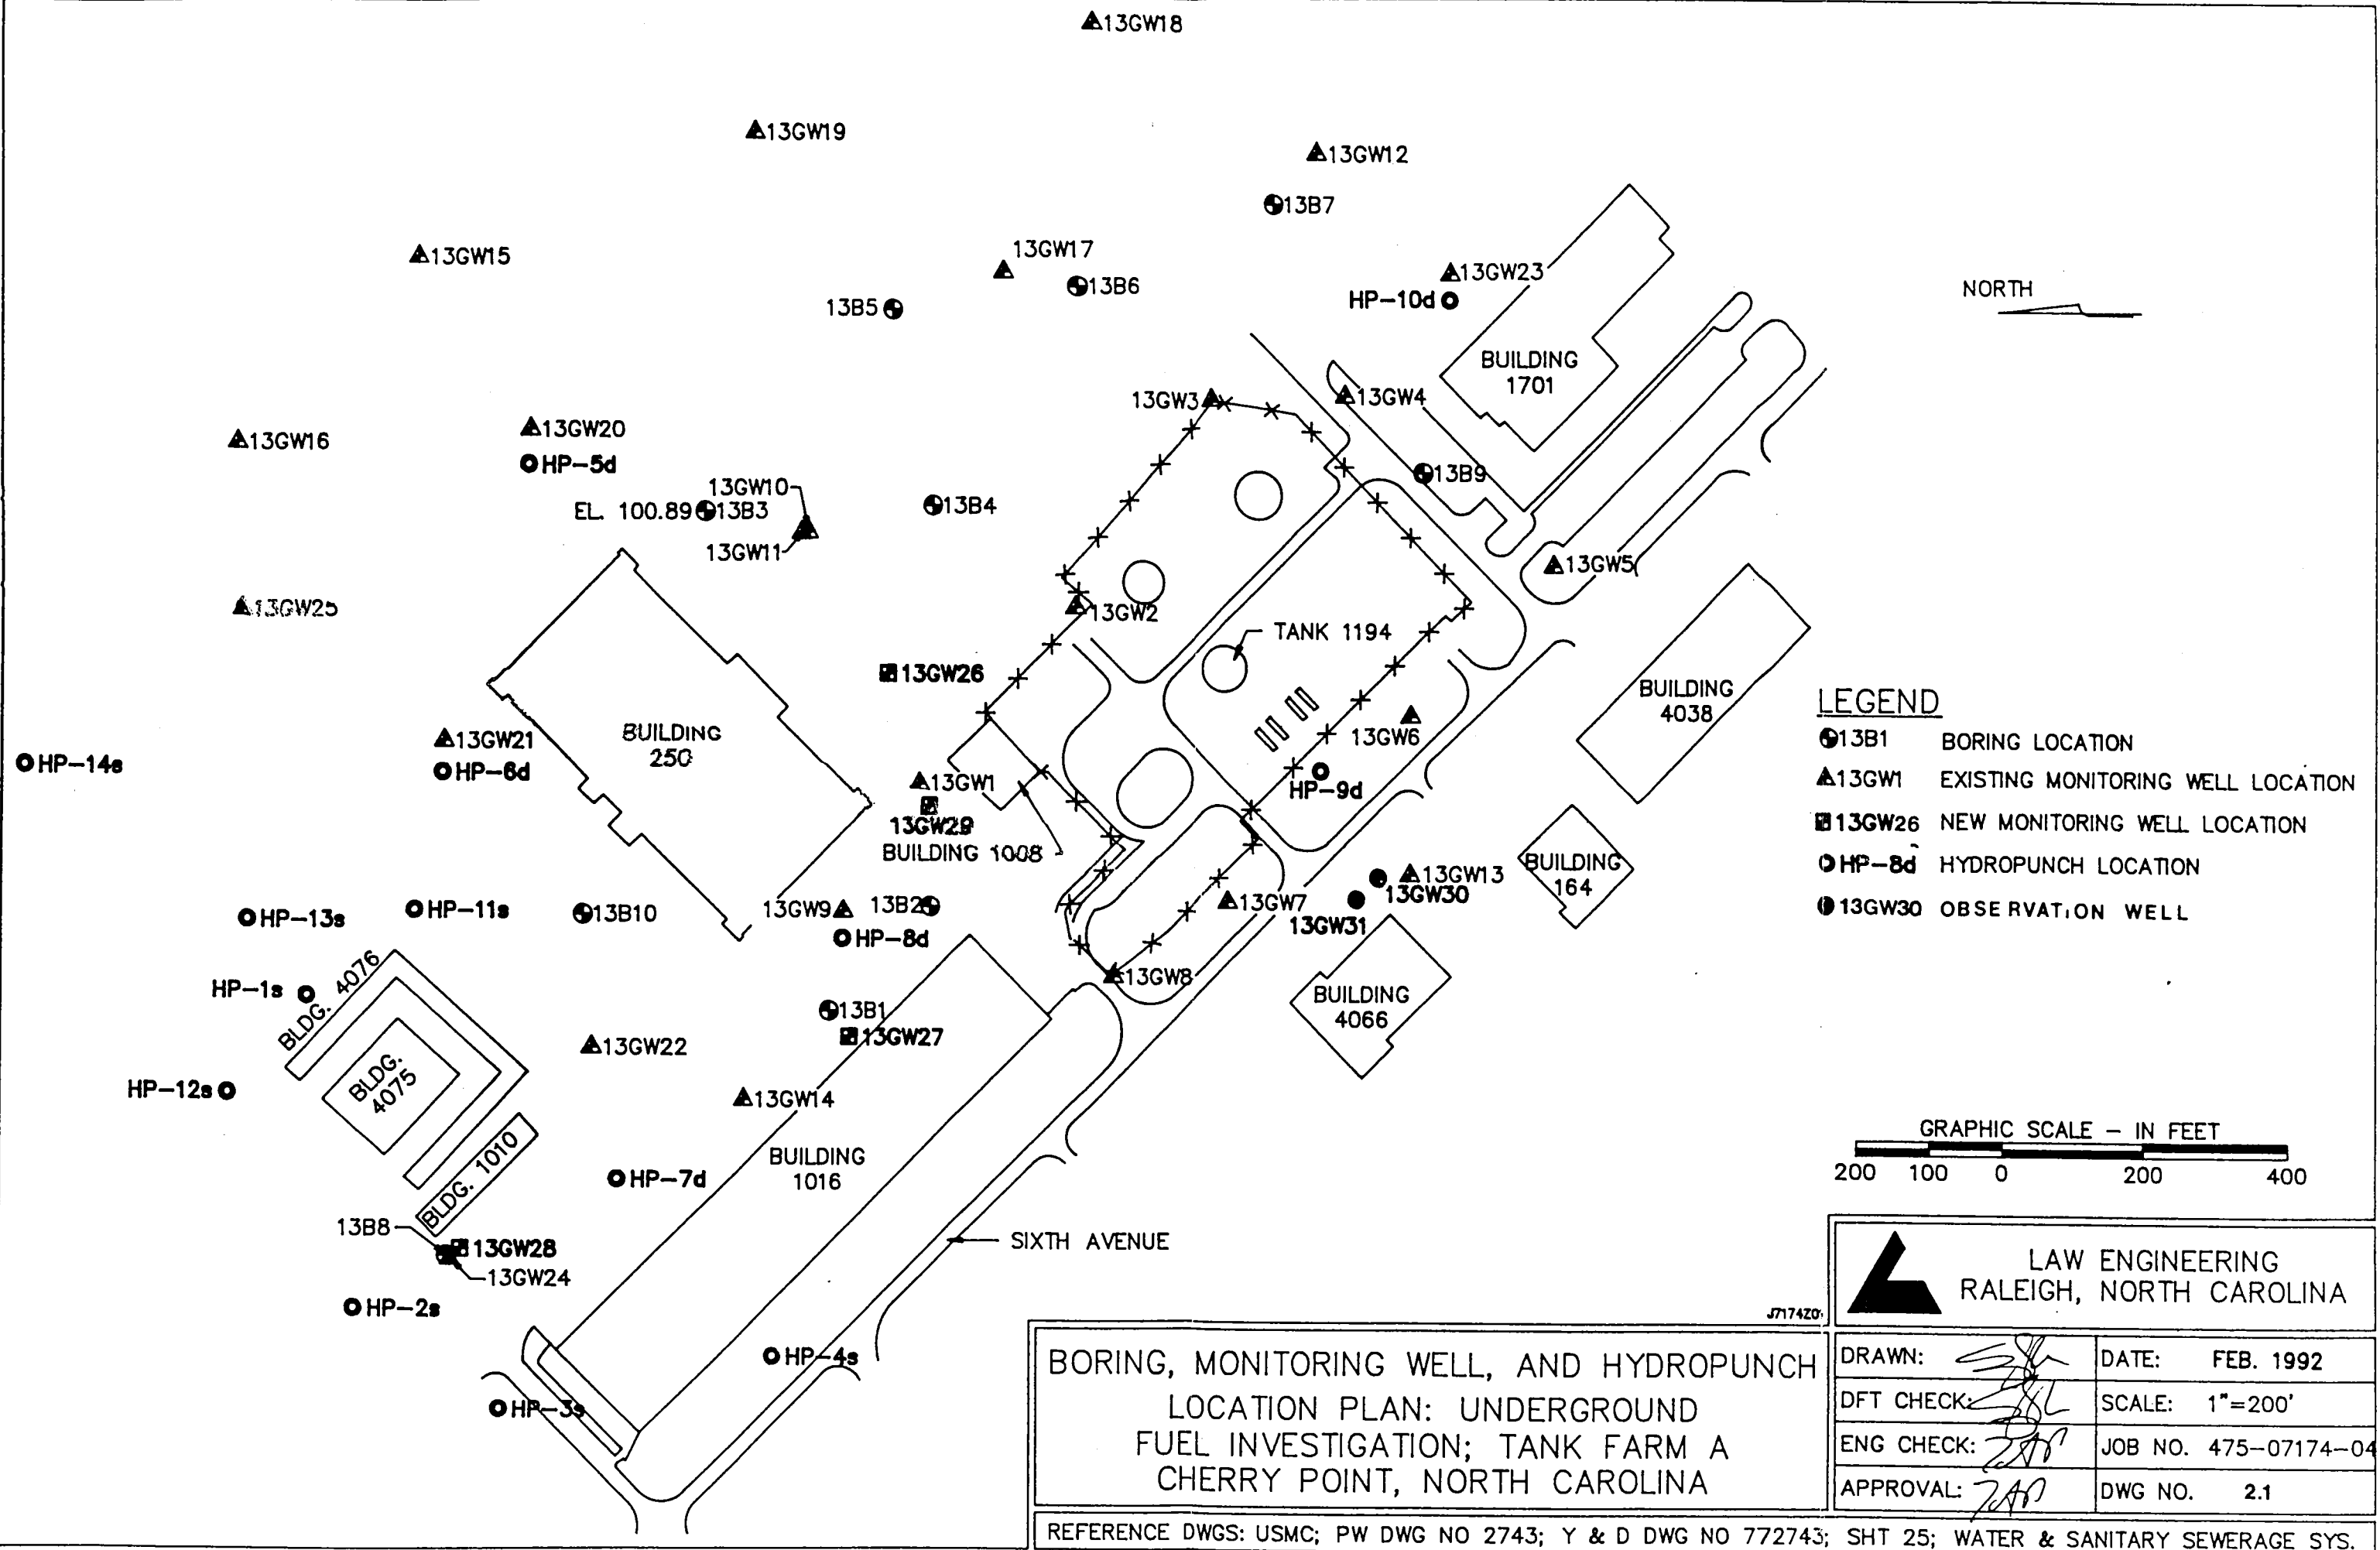 13GW18
13GW19
13GW12
13B7
13GW15
13GW17
13B6
13B5
13GW23
HP-10d
NORTH
BUILDING
1701
13GW3
13GW4
13GW16
13GW20
HP-5d
13GW10
EL. 100.89
13B3
13GW11
13B4
13B9
13GW5
13GW25
13GW2
TANK 1194
13GW26
BUILDING
4038
LEGEND
13B1 BORING LOCATION
13GW1 EXISTING MONITORING WELL LOCATION
13GW26 NEW MONITORING WELL LOCATION
HP-8d HYDROPUNCH LOCATION
13GW30 OBSERVATION WELL
BUILDING
250
13GW21
HP-6d
HP-14s
13GW6
HP-9d
13GW1
13GW29
BUILDING 1008
BUILDING
164
13GW13
13GW30
13GW31
13GW7
HP-13s
HP-11s
13B10
13GW9
13B2
HP-8d
13GW8
HP-1s
BLDG. 4076
BLDG.
4075
BUILDING
4066
13B1
13GW27
13GW22
HP-12s
13GW14
BUILDING
1016
BLDG. 1010
HP-7d
13B8
13GW28
13GW24
SIXTH AVENUE
HP-2s
HP-4s
HP-3s
GRAPHIC SCALE - IN FEET
200 100 0 200 400
LAW ENGINEERING
RALEIGH, NORTH CAROLINA
BORING, MONITORING WELL, AND HYDROPUNCH
LOCATION PLAN: UNDERGROUND
FUEL INVESTIGATION; TANK FARM A
CHERRY POINT, NORTH CAROLINA
DRAWN:
DATE: FEB. 1992
DFT CHECK:
SCALE: 1"=200'
ENG CHECK:
JOB NO. 475-07174-04
APPROVAL:
DWG NO. 2.1
REFERENCE DWGS: USMC; PW DWG NO 2743; Y & D DWG NO 772743; SHT 25; WATER & SANITARY SEWERAGE SYS.